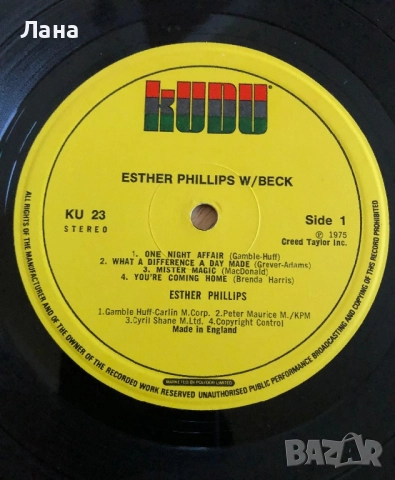 Лана
KUDU
ESTHER PHILLIPS W/BECK
KU 23
STEREO
Side 1
℗ 1975
Creed Taylor Inc.
1. ONE NIGHT AFFAIR (Gamble-Huff)
2. WHAT A DIFFERENCE A DAY MADE (Grever-Adams)
3. MISTER MAGIC (MacDonald)
4. YOU'RE COMING HOME (Brenda Harris)
ESTHER PHILLIPS
1.Gamble Huff-Carlin M.Corp. 2.Peter Maurice M./KPM
3.Cyril Shane M.Ltd. 4.Copyright Control
Made in England
MARKETED BY POLYDOR LIMITED
ALL RIGHTS OF THE MANUFACTURER AND OF THE OWNER OF THE RECORDED WORK RESERVED UNAUTHORISED PUBLIC PERFORMANCE BROADCASTING AND COPYING OF THIS RECORD PROHIBITED
BAZAR